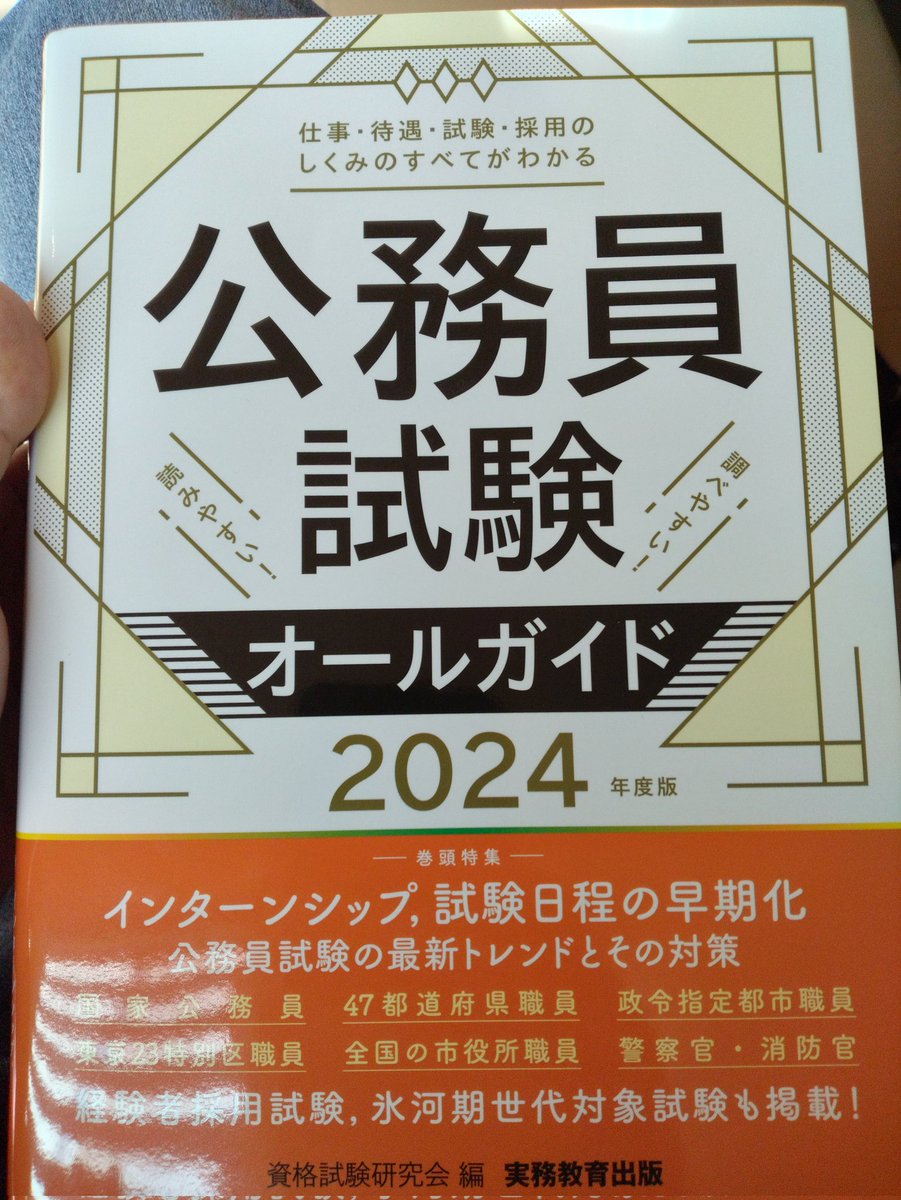 仕事・待遇・試験・採用の
しくみのすべてがわかる
公務員
試験
読みやすい!
調べやすい!
オールガイド
2024年度版
巻頭特集
インターンシップ,試験日程の早期化
公務員試験の最新トレンドとその対策
国家公務員 47都道府県職員 政令指定都市職員
東京23特別区職員 全国の市役所職員 警察官・消防官
経験者採用試験,氷河期世代対象試験も掲載!
資格試験研究会 編 実務教育出版